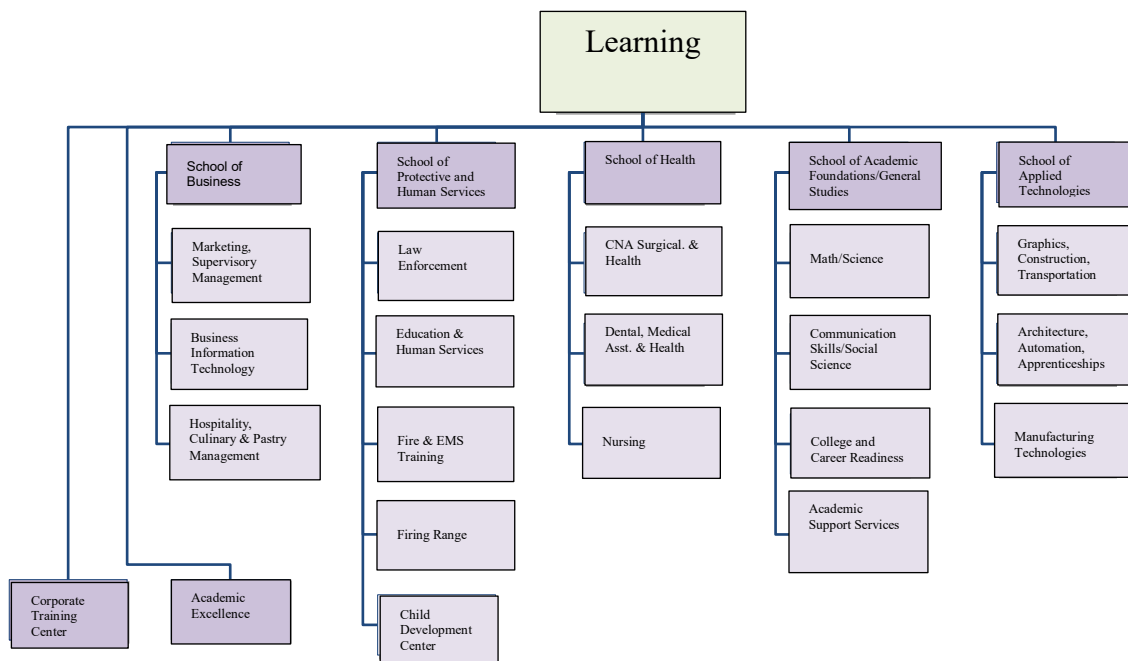 Learning
School of
Business
School of
Protective and
Human Services
School of Health
School of Academic
Foundations/General
Studies
School of
Applied
Technologies
Marketing,
Supervisory
Management
Law
Enforcement
CNA Surgical. &
Health
Math/Science
Graphics,
Construction,
Transportation
Business
Information
Technology
Education &
Human Services
Dental, Medical
Asst. & Health
Communication
Skills/Social
Science
Architecture,
Automation,
Apprenticeships
Hospitality,
Culinary & Pastry
Management
Fire & EMS
Training
Nursing
College and
Career Readiness
Manufacturing
Technologies
Firing Range
Academic
Support Services
Corporate
Training
Center
Academic
Excellence
Child
Development
Center